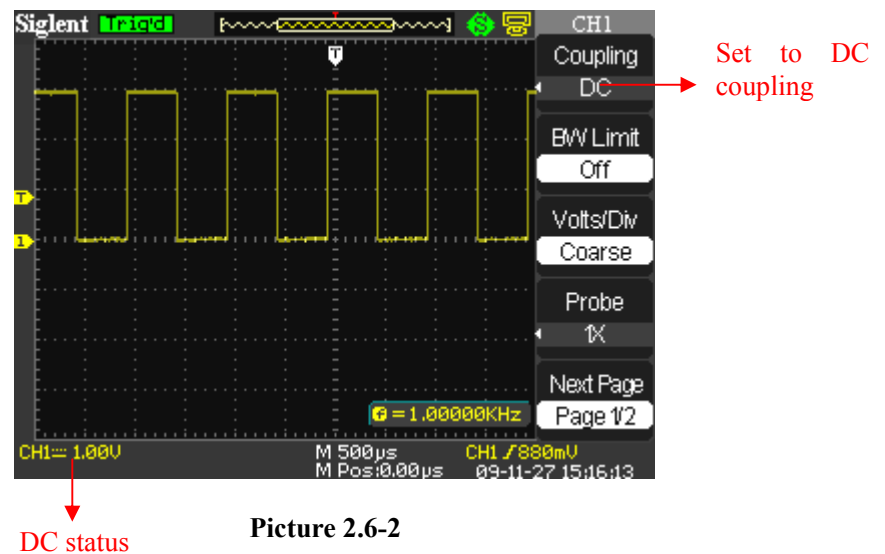 Siglent Trig'd CH1
T
Coupling
DC
Set to DC
coupling
BW Limit
Off
T
Volts/Div
Coarse
1
Probe
1X
Next Page
Page 1/2
f = 1.00000KHz
CH1 1.00V M 500µs CH1 880mV
M Pos:0.00µs 09-11-27 15:16:13
DC status
Picture 2.6-2